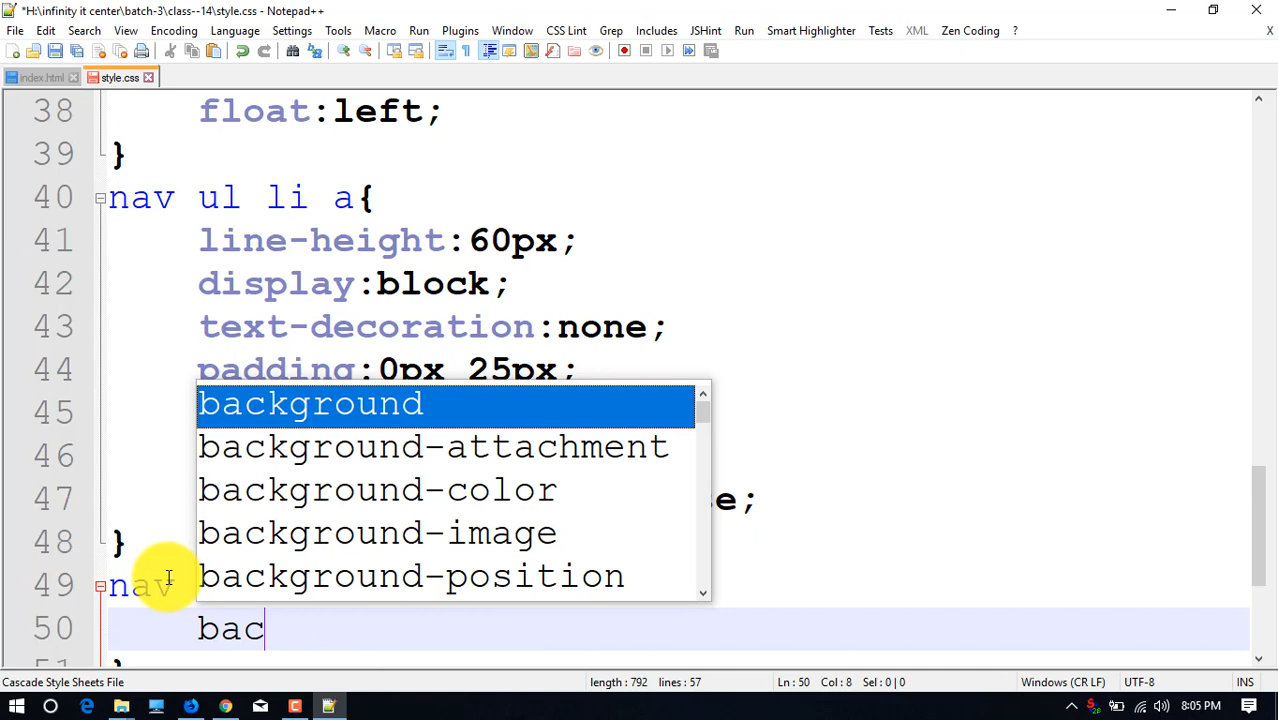 *H:\infinity it center\batch-3\class--14\style.css - Notepad++
File Edit Search View Encoding Language Settings Tools Macro Run Plugins Window CSS Lint Grep Includes JSHint Run Smart Highlighter Tests XML Zen Coding ? X
index.html style.css
38 float:left;
39 }
40 nav ul li a{
41 line-height:60px;
42 display:block;
43 text-decoration:none;
44 padding:0px 25px;
background
45
background-attachment
46
background-color
47 se;
background-image
48 }
background-position
49 nav
50 bac
51 }
Cascade Style Sheets File length : 792 lines : 57 Ln : 50 Col : 8 Sel : 0 | 0 Windows (CR LF) UTF-8 INS
8:05 PM